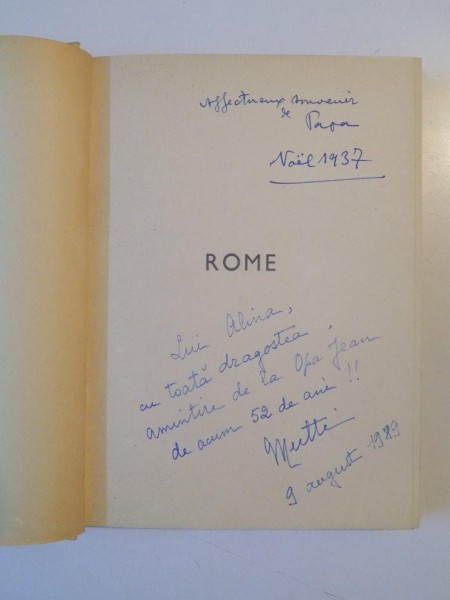 Affectueux souvenir
de
Papa
Noël 1937
ROME
Lui Alina,
cu toată dragostea,
amintire de la Opa Jean
de acum 52 de ani !!
Mutti
9 august 1989